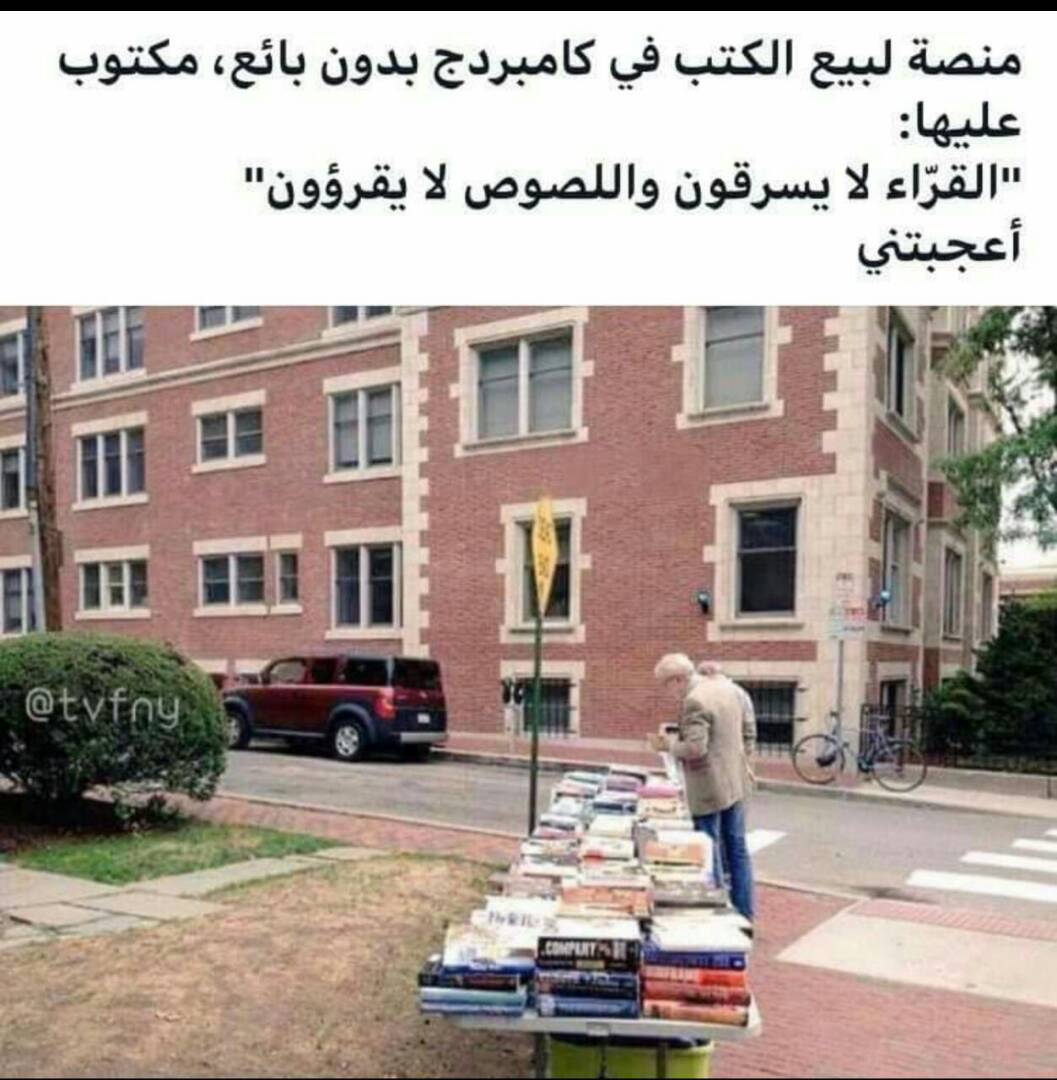 منصة لبيع الكتب في كامبردج بدون بائع، مكتوب
عليها:
"القرّاء لا يسرقون واللصوص لا يقرؤون"
أعجبتني
@tvfny
COMPANY